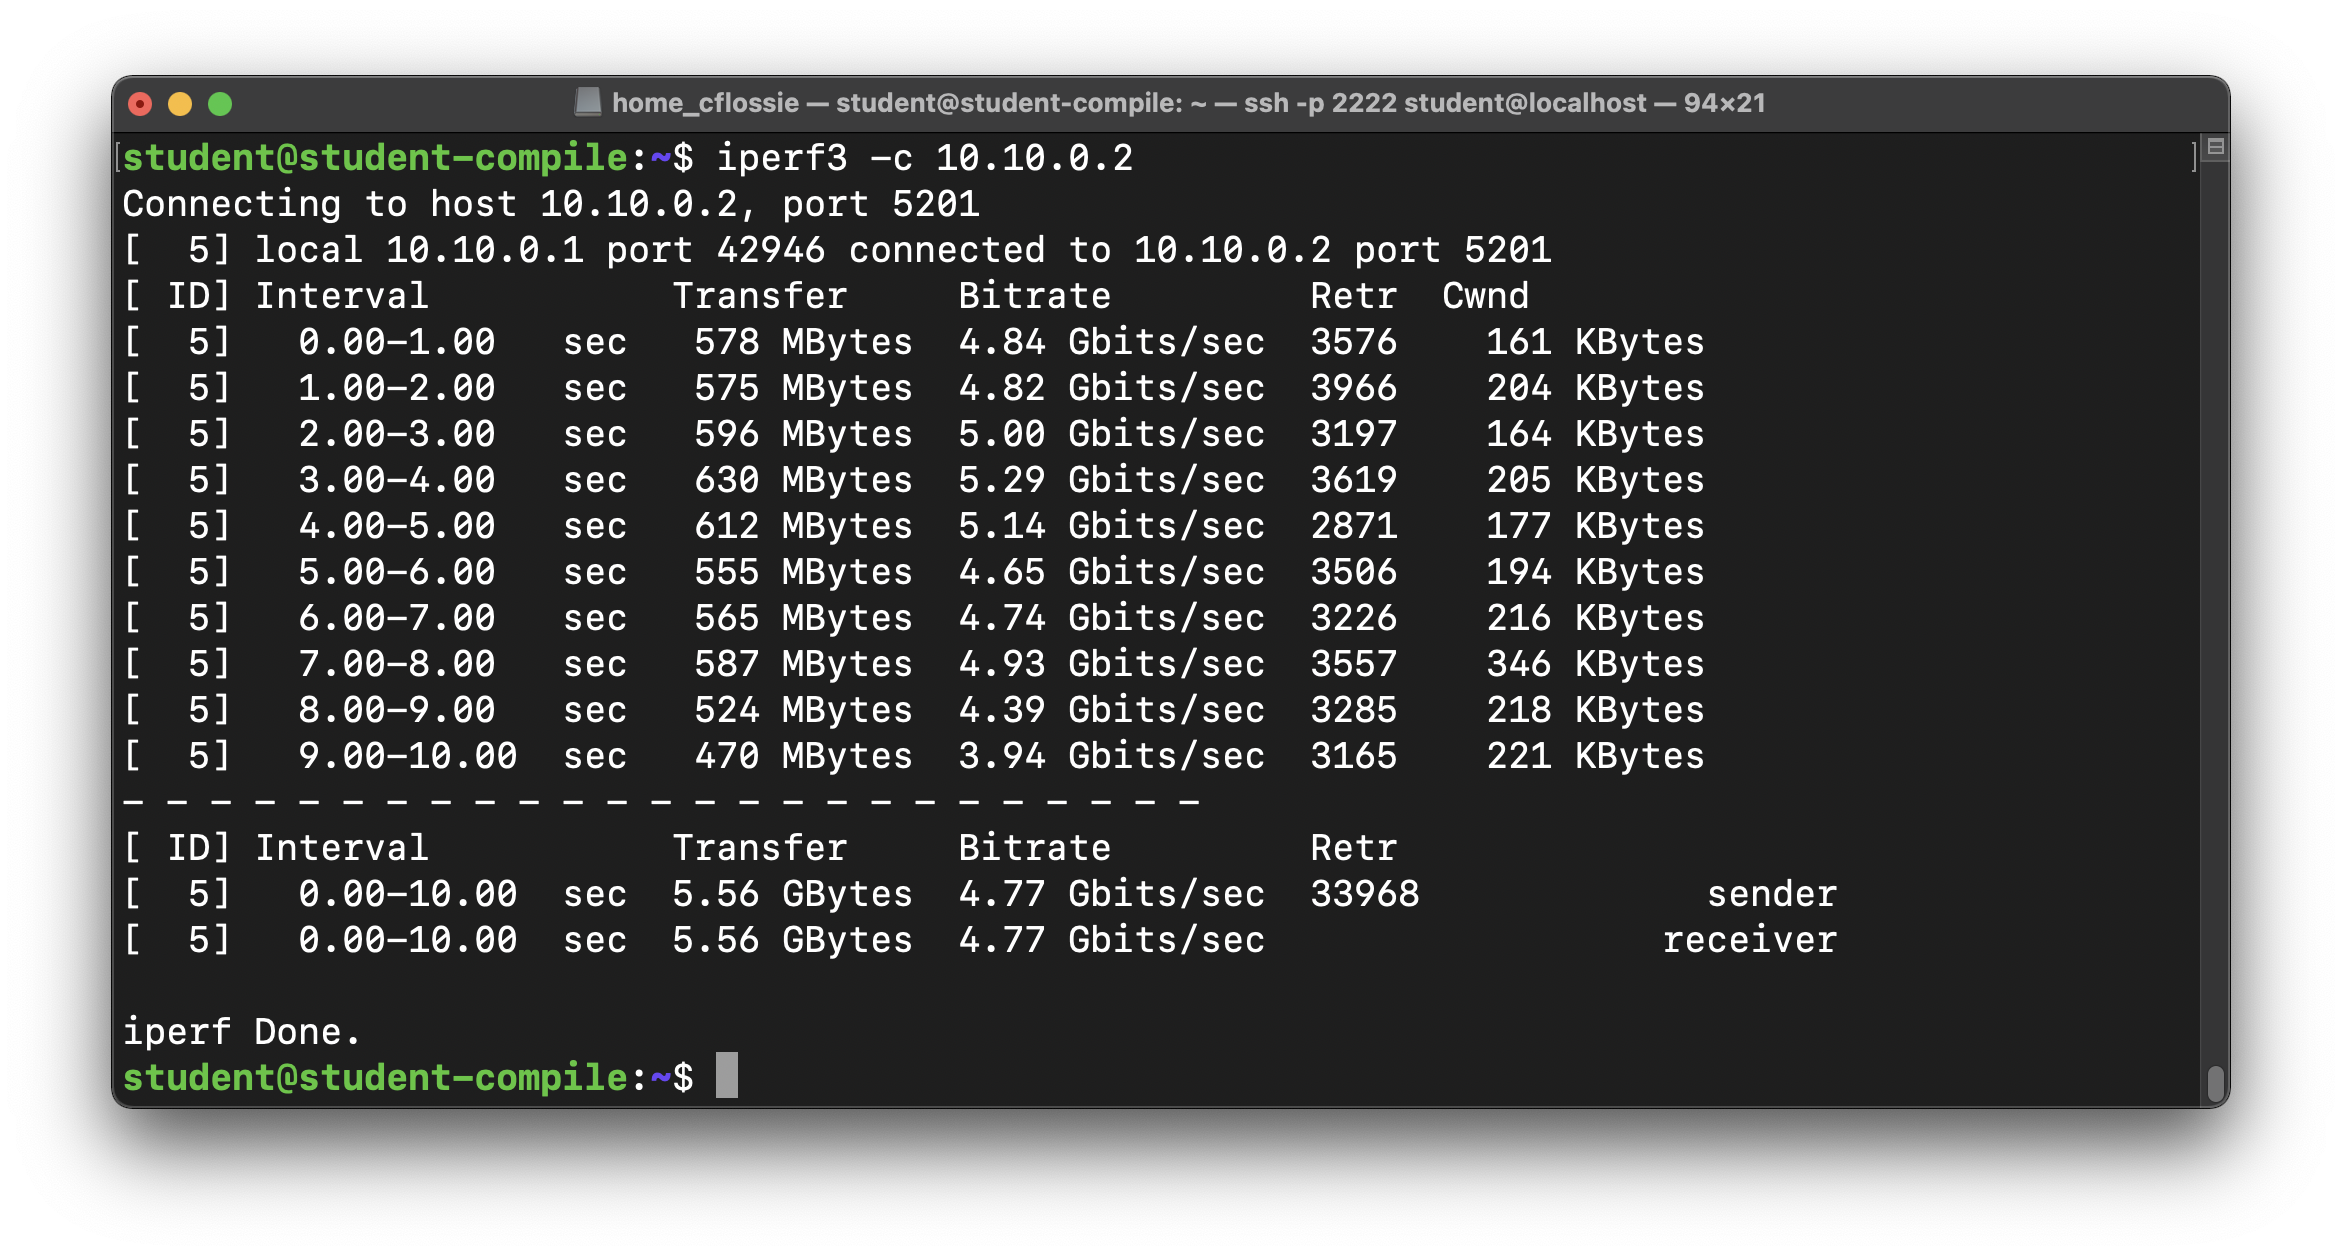 home_cflossie — student@student-compile: ~ — ssh -p 2222 student@localhost — 94×21
[student@student-compile:~$ iperf3 -c 10.10.0.2 ]
Connecting to host 10.10.0.2, port 5201
[  5] local 10.10.0.1 port 42946 connected to 10.10.0.2 port 5201
[ ID] Interval           Transfer     Bitrate         Retr  Cwnd
[  5]   0.00-1.00   sec   578 MBytes  4.84 Gbits/sec  3576    161 KBytes
[  5]   1.00-2.00   sec   575 MBytes  4.82 Gbits/sec  3966    204 KBytes
[  5]   2.00-3.00   sec   596 MBytes  5.00 Gbits/sec  3197    164 KBytes
[  5]   3.00-4.00   sec   630 MBytes  5.29 Gbits/sec  3619    205 KBytes
[  5]   4.00-5.00   sec   612 MBytes  5.14 Gbits/sec  2871    177 KBytes
[  5]   5.00-6.00   sec   555 MBytes  4.65 Gbits/sec  3506    194 KBytes
[  5]   6.00-7.00   sec   565 MBytes  4.74 Gbits/sec  3226    216 KBytes
[  5]   7.00-8.00   sec   587 MBytes  4.93 Gbits/sec  3557    346 KBytes
[  5]   8.00-9.00   sec   524 MBytes  4.39 Gbits/sec  3285    218 KBytes
[  5]   9.00-10.00  sec   470 MBytes  3.94 Gbits/sec  3165    221 KBytes
- - - - - - - - - - - - - - - - - - - - - - - - -
[ ID] Interval           Transfer     Bitrate         Retr
[  5]   0.00-10.00  sec  5.56 GBytes  4.77 Gbits/sec  33968             sender
[  5]   0.00-10.00  sec  5.56 GBytes  4.77 Gbits/sec                  receiver
iperf Done.
student@student-compile:~$